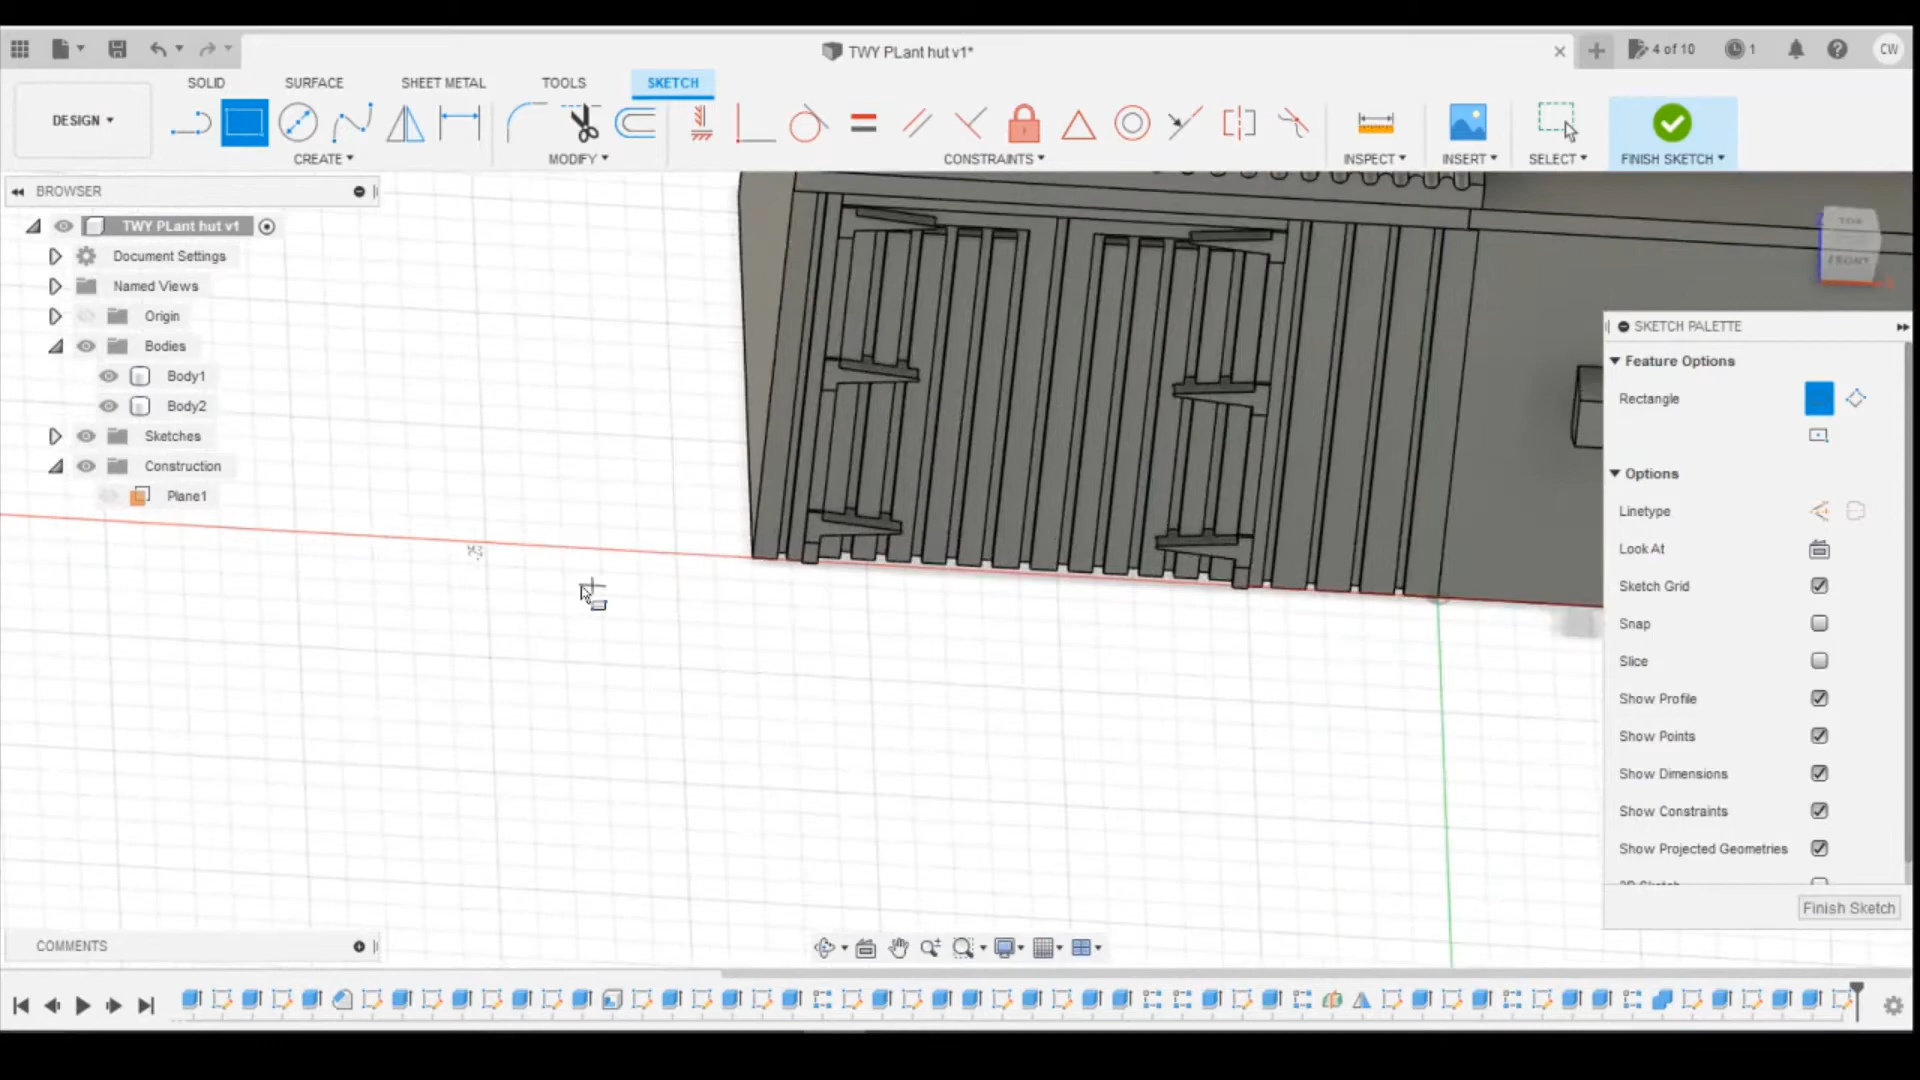 TWY PLant hut v1*
4 of 10
1
CW
SOLID
SURFACE
SHEET METAL
TOOLS
SKETCH
DESIGN
CREATE
MODIFY
CONSTRAINTS
INSPECT
INSERT
SELECT
FINISH SKETCH
BROWSER
TWY PLant hut v1
Document Settings
Named Views
Origin
Bodies
Body1
Body2
Sketches
Construction
Plane1
TOP
FRONT
SKETCH PALETTE
Feature Options
Rectangle
Options
Linetype
Look At
Sketch Grid
Snap
Slice
Show Profile
Show Points
Show Dimensions
Show Constraints
Show Projected Geometries
Finish Sketch
COMMENTS